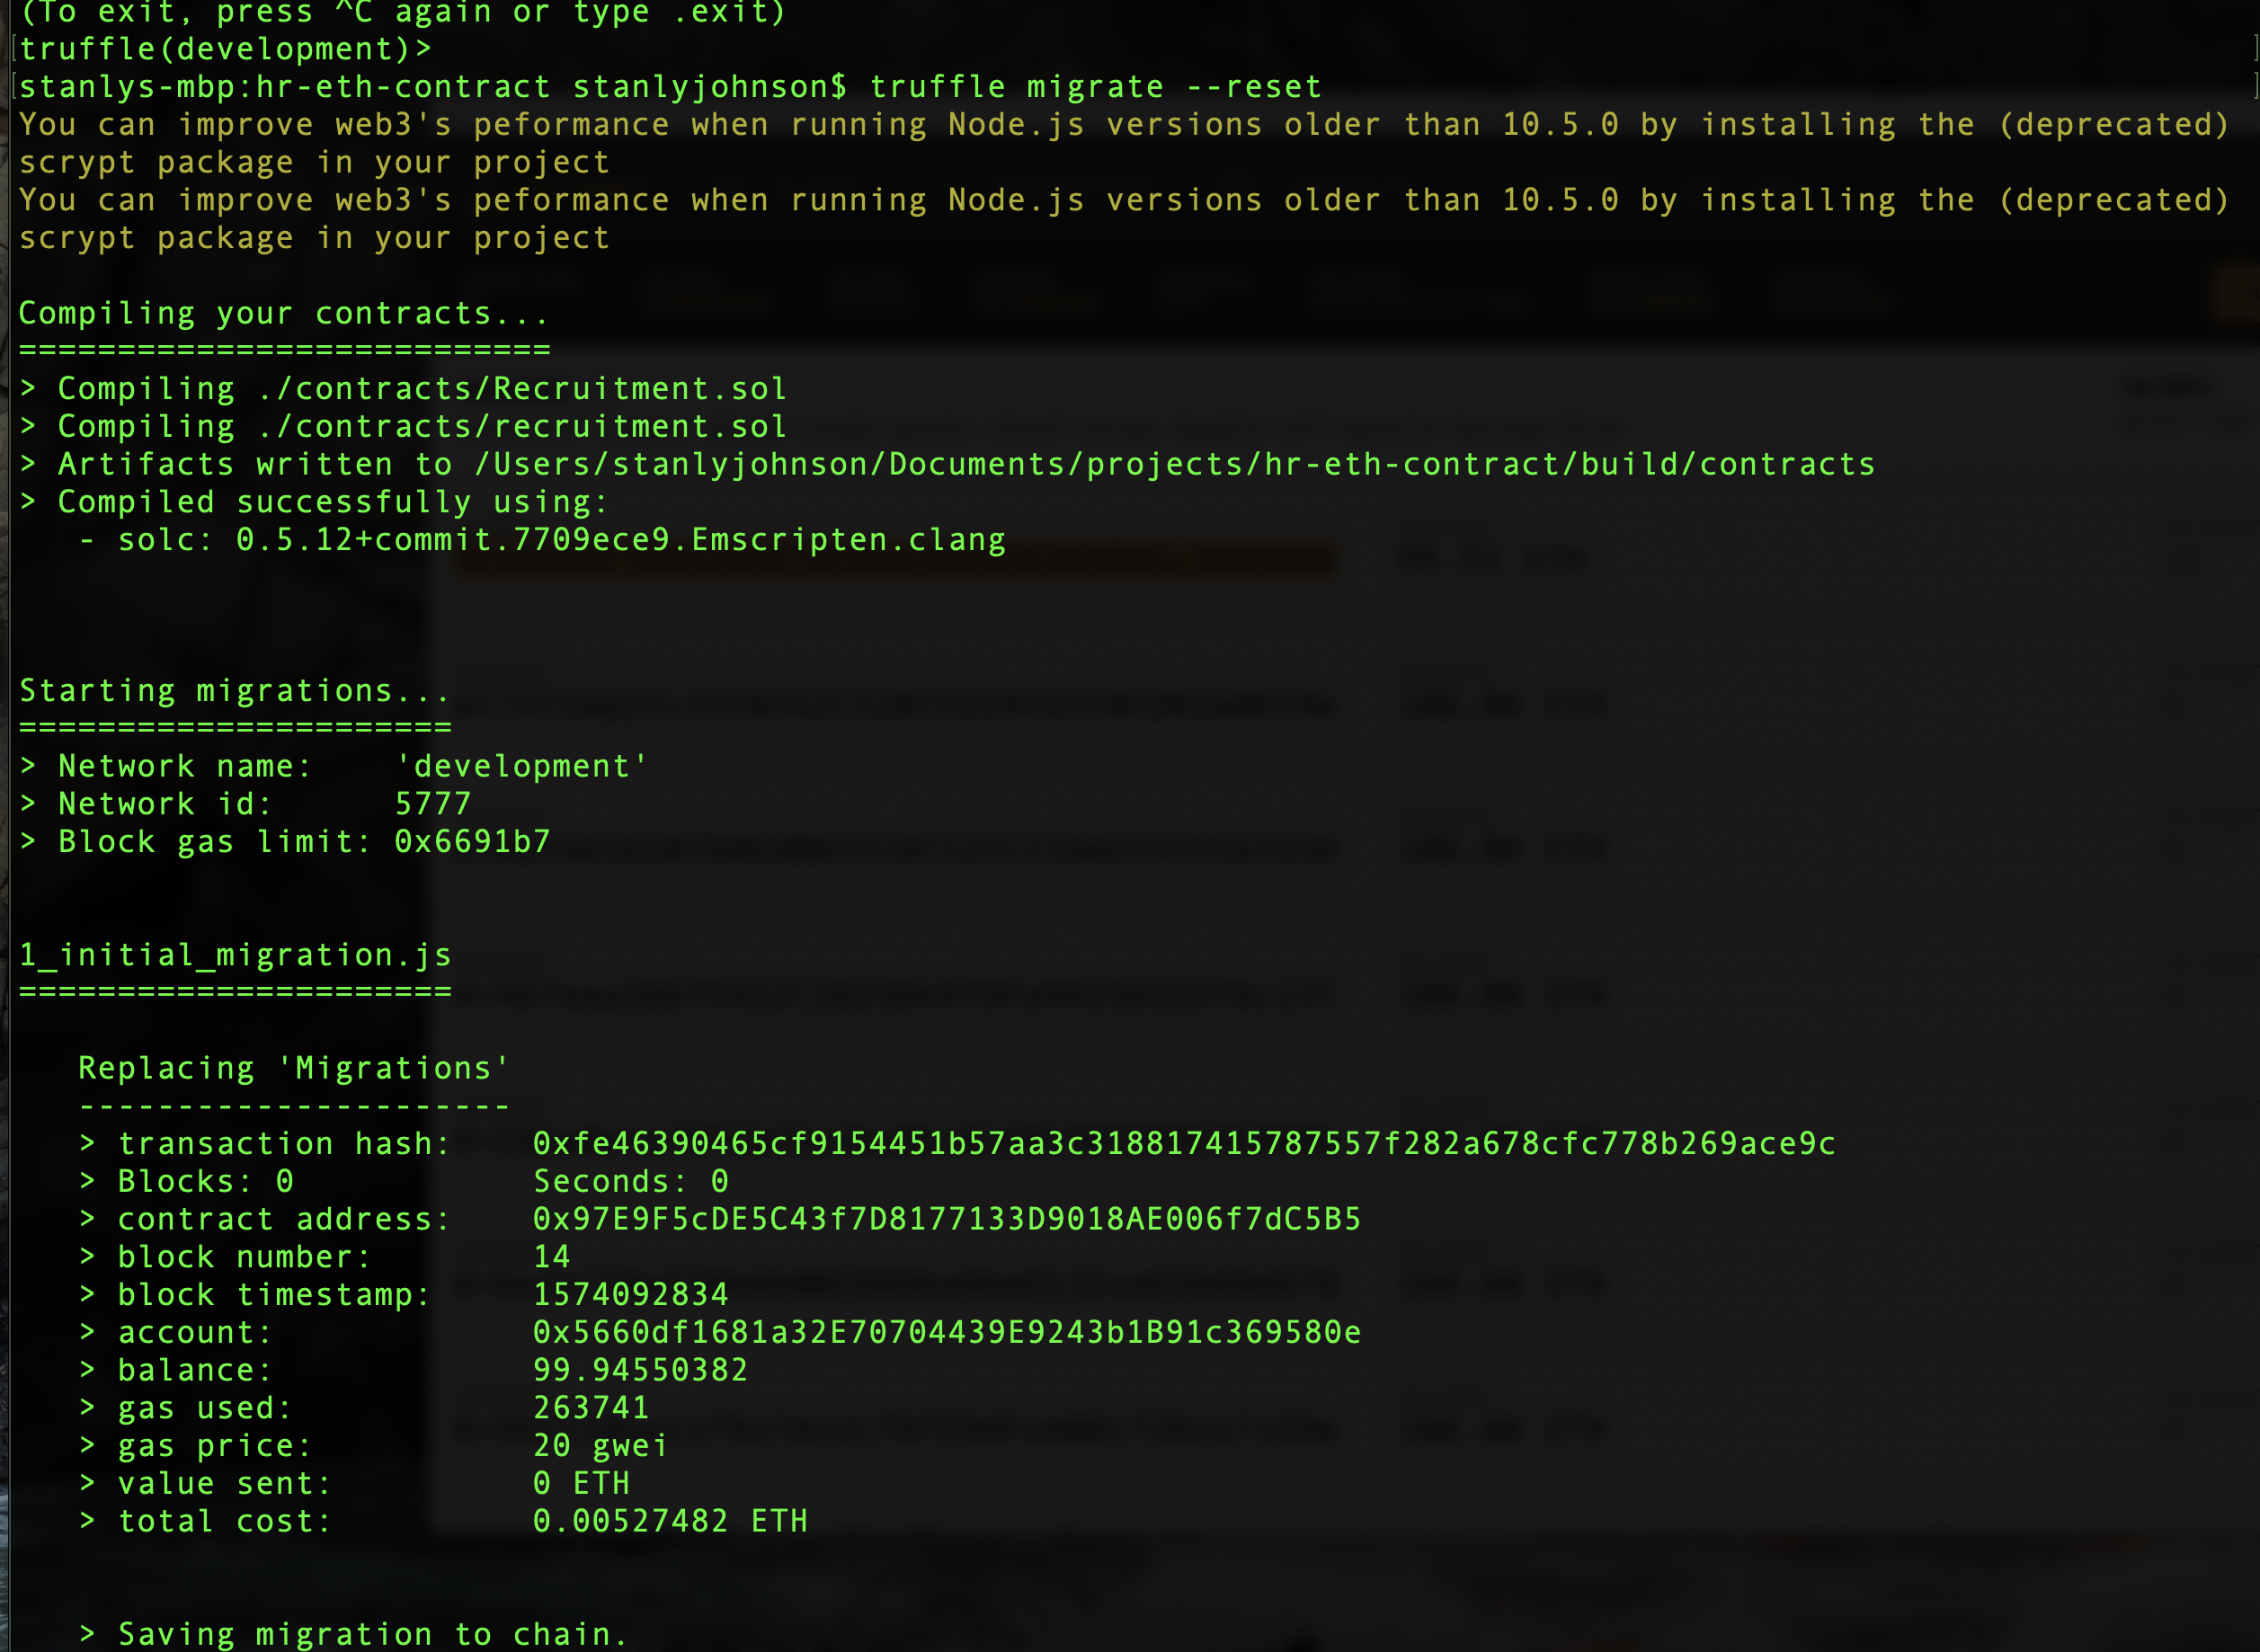 (To exit, press ^C again or type .exit)
[truffle(development)> ]
[stanlys-mbp:hr-eth-contract stanlyjohnson$ truffle migrate --reset ]
You can improve web3's peformance when running Node.js versions older than 10.5.0 by installing the (deprecated)
scrypt package in your project
You can improve web3's peformance when running Node.js versions older than 10.5.0 by installing the (deprecated)
scrypt package in your project
Compiling your contracts...
===========================
> Compiling ./contracts/Recruitment.sol
> Compiling ./contracts/recruitment.sol
> Artifacts written to /Users/stanlyjohnson/Documents/projects/hr-eth-contract/build/contracts
> Compiled successfully using:
- solc: 0.5.12+commit.7709ece9.Emscripten.clang
Starting migrations...
======================
> Network name: 'development'
> Network id: 5777
> Block gas limit: 0x6691b7
1_initial_migration.js
======================
Replacing 'Migrations'
----------------------
> transaction hash: 0xfe46390465cf9154451b57aa3c318817415787557f282a678cfc778b269ace9c
> Blocks: 0 Seconds: 0
> contract address: 0x97E9F5cDE5C43f7D8177133D9018AE006f7dC5B5
> block number: 14
> block timestamp: 1574092834
> account: 0x5660df1681a32E70704439E9243b1B91c369580e
> balance: 99.94550382
> gas used: 263741
> gas price: 20 gwei
> value sent: 0 ETH
> total cost: 0.00527482 ETH
> Saving migration to chain.